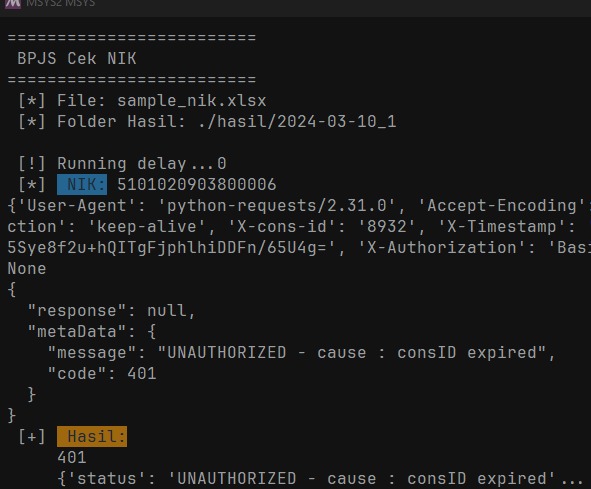 MSYS2 MSYS
=========================
BPJS Cek NIK
=========================
[*] File: sample_nik.xlsx
[*] Folder Hasil: ./hasil/2024-03-10_1
[!] Running delay...0
[*] NIK: 5101020903800006
{'User-Agent': 'python-requests/2.31.0', 'Accept-Encoding':
ction': 'keep-alive', 'X-cons-id': '8932', 'X-Timestamp':
5Sye8f2u+hQITgFjphlhiDDFn/65U4g=', 'X-Authorization': 'Bas
None
{
"response": null,
"metaData": {
"message": "UNAUTHORIZED - cause : consID expired",
"code": 401
}
}
[+] Hasil:
401
{'status': 'UNAUTHORIZED - cause : consID expired'...